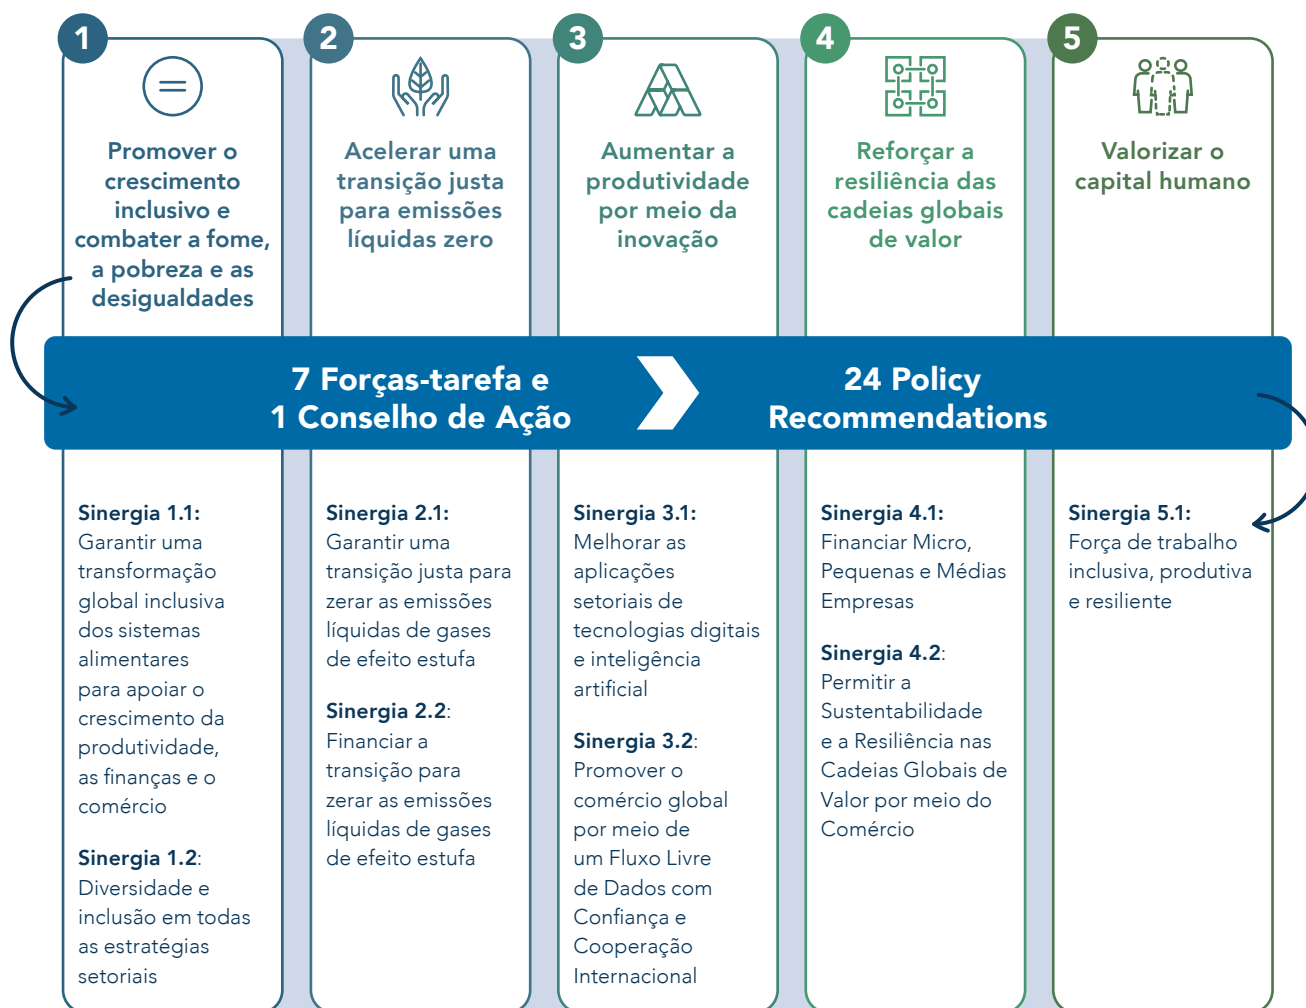 1
Promover o
crescimento
inclusivo e
combater a fome,
a pobreza e as
desigualdades
2
Acelerar uma
transição justa
para emissões
líquidas zero
3
Aumentar a
produtividade
por meio da
inovação
4
Reforçar a
resiliência das
cadeias globais
de valor
5
Valorizar o
capital humano
7 Forças-tarefa e
1 Conselho de Ação
24 Policy
Recommendations
Sinergia 1.1:
Garantir uma
transformação
global inclusiva
dos sistemas
alimentares
para apoiar o
crescimento da
produtividade,
as finanças e o
comércio
Sinergia 1.2:
Diversidade e
inclusão em todas
as estratégias
setoriais
Sinergia 2.1:
Garantir uma
transição justa para
zerar as emissões
líquidas de gases
de efeito estufa
Sinergia 2.2:
Financiar a
transição para
zerar as emissões
líquidas de gases
de efeito estufa
Sinergia 3.1:
Melhorar as
aplicações
setoriais de
tecnologias digitais
e inteligência
artificial
Sinergia 3.2:
Promover o
comércio global
por meio de
um Fluxo Livre
de Dados com
Confiança e
Cooperação
Internacional
Sinergia 4.1:
Financiar Micro,
Pequenas e Médias
Empresas
Sinergia 4.2:
Permitir a
Sustentabilidade
e a Resiliência nas
Cadeias Globais de
Valor por meio do
Comércio
Sinergia 5.1:
Força de trabalho
inclusiva, produtiva
e resiliente